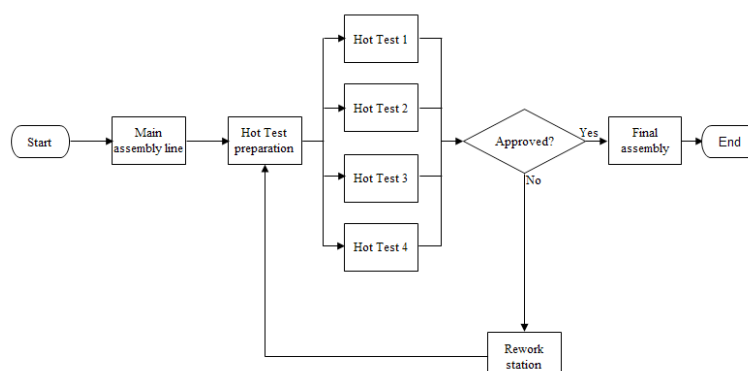 Start
Main
assembly line
Hot Test
preparation
Hot Test 1
Hot Test 2
Hot Test 3
Hot Test 4
Approved?
Yes
No
Final
assembly
End
Rework
station